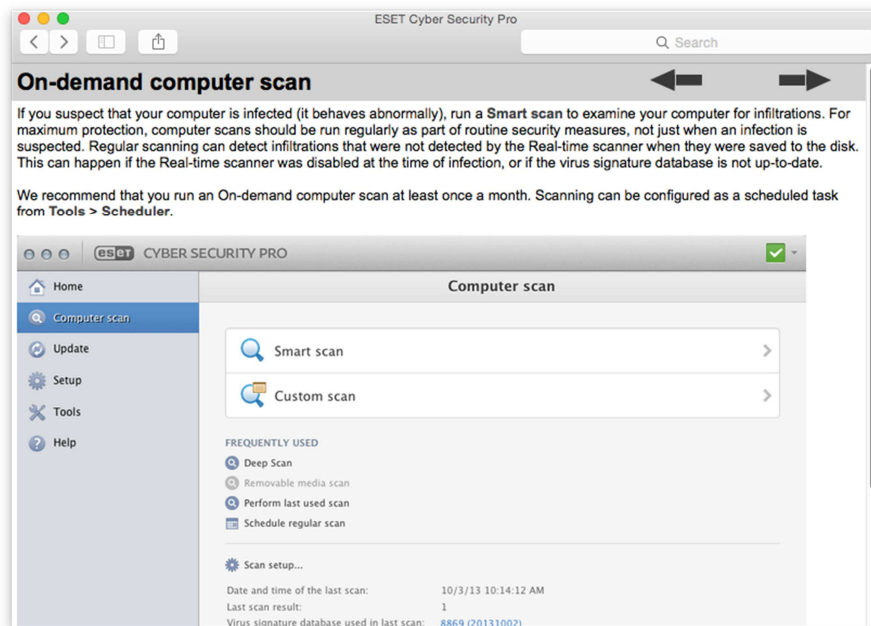 ESET Cyber Security Pro
Search
On-demand computer scan
If you suspect that your computer is infected (it behaves abnormally), run a Smart scan to examine your computer for infiltrations. For
maximum protection, computer scans should be run regularly as part of routine security measures, not just when an infection is
suspected. Regular scanning can detect infiltrations that were not detected by the Real-time scanner when they were saved to the disk.
This can happen if the Real-time scanner was disabled at the time of infection, or if the virus signature database is not up-to-date.
We recommend that you run an On-demand computer scan at least once a month. Scanning can be configured as a scheduled task
from Tools > Scheduler.
eset CYBER SECURITY PRO
Home
Computer scan
Update
Setup
Tools
Help
Computer scan
Smart scan
Custom scan
FREQUENTLY USED
Deep Scan
Removable media scan
Perform last used scan
Schedule regular scan
Scan setup...
Date and time of the last scan: 10/3/13 10:14:12 AM
Last scan result: 1
Virus signature database used in last scan: 8869 (20131002)